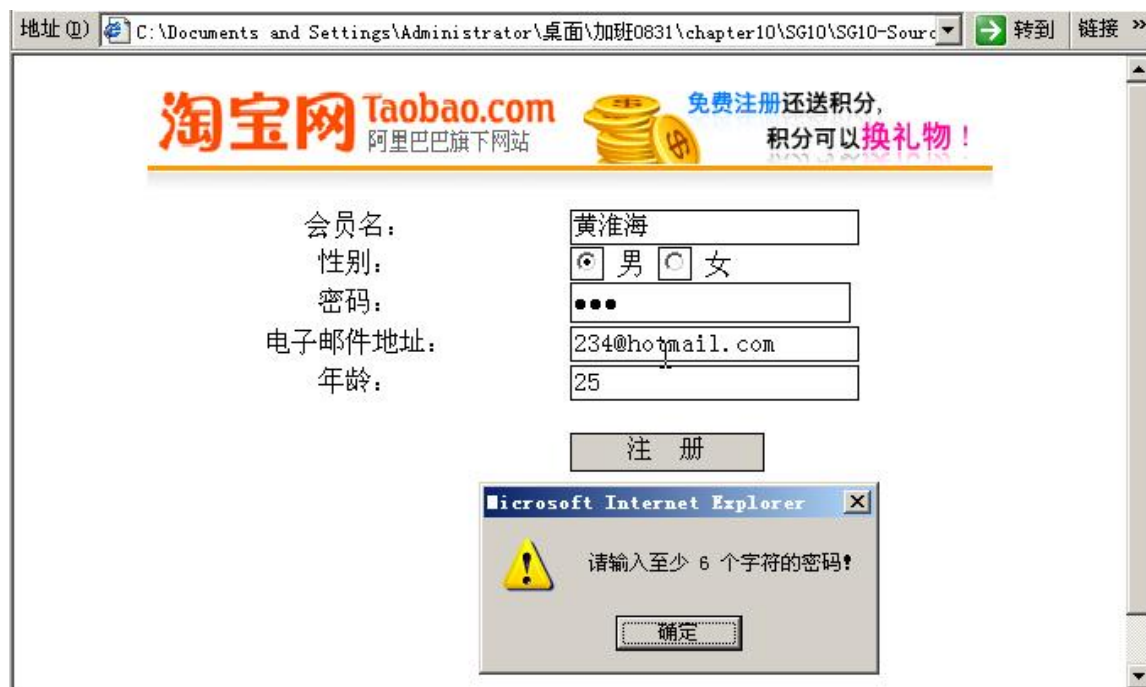 地址(D) C:\Documents and Settings\Administrator\桌面\加班0831\chapter10\SG10\SG10-Sourc 转到 链接 »
淘宝网 Taobao.com 免费注册还送积分,
阿里巴巴旗下网站 积分可以换礼物！
会员名： 黄淮海
性别： 男 女
密码： ●●●
电子邮件地址： 234@hotmail.com
年龄： 25
注 册
Microsoft Internet Explorer
请输入至少 6 个字符的密码!
确定